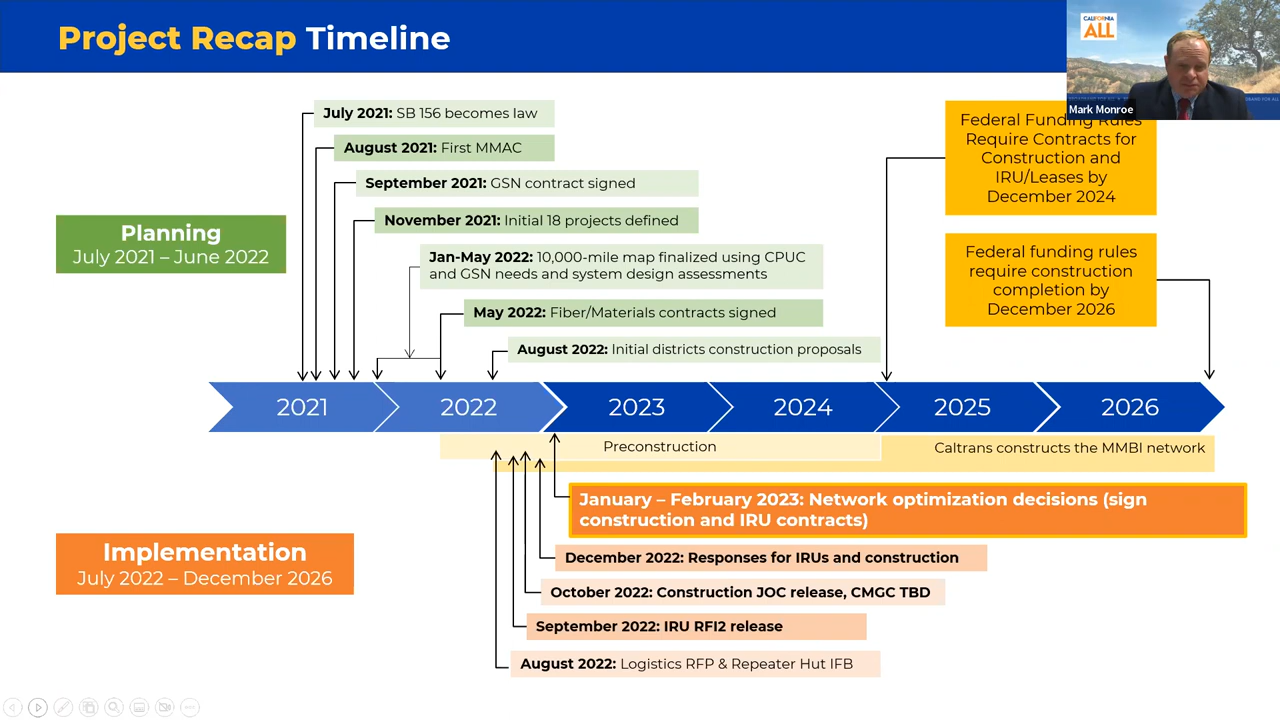 Project Recap Timeline
CALIFORNIA
ALL
Mark Monroe
July 2021: SB 156 becomes law
August 2021: First MMAC
September 2021: GSN contract signed
November 2021: Initial 18 projects defined
Planning
July 2021 – June 2022
Jan-May 2022: 10,000-mile map finalized using CPUC
and GSN needs and system design assessments
May 2022: Fiber/Materials contracts signed
August 2022: Initial districts construction proposals
Federal Funding Rules
Require Contracts for
Construction and
IRU/Leases by
December 2024
Federal funding rules
require construction
completion by
December 2026
2021
2022
2023
2024
2025
2026
Preconstruction
Caltrans constructs the MMBI network
January – February 2023: Network optimization decisions (sign
construction and IRU contracts)
Implementation
July 2022 – December 2026
December 2022: Responses for IRUs and construction
October 2022: Construction JOC release, CMGC TBD
September 2022: IRU RFI2 release
August 2022: Logistics RFP & Repeater Hut IFB